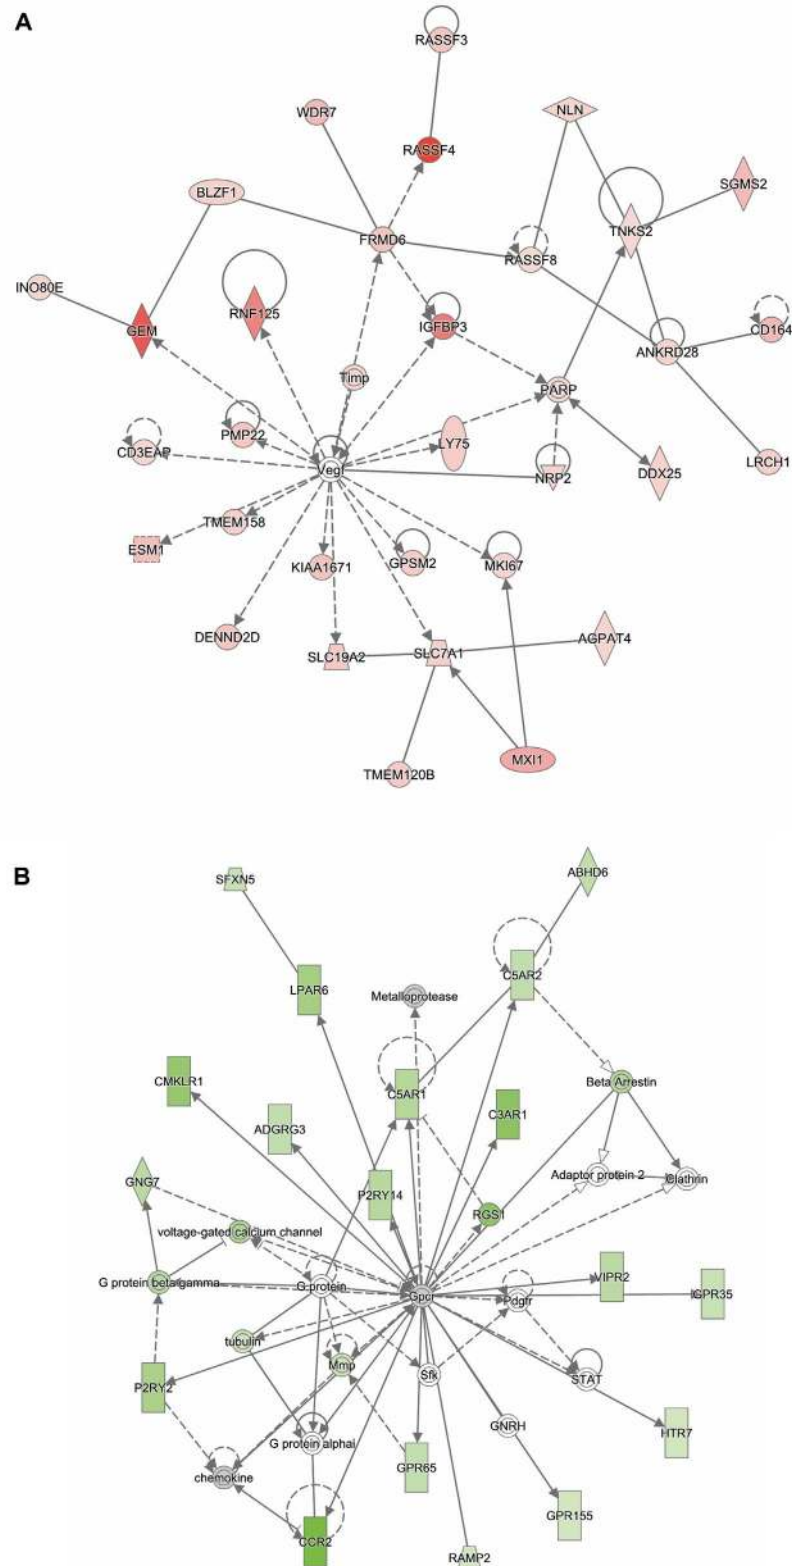 A
RASSF3
WDR7
NLN
RASSF4
SGMS2
BLZF1
TNKS2
FRMD6
RASSF8
INO80E
GEM
RNF125
IGFBP3
CD164
ANKRD28
Timp
PARP
PMP22
LY75
CD3EAP
Vegf
NRP2
DDX25
LRCH1
TMEM158
ESM1
KIAA1671
GPSM2
MKI67
DENND2D
SLC19A2
SLC7A1
AGPAT4
MXI1
TMEM120B
B
SFXN5
ABHD6
C5AR2
LPAR6
Metalloprotease
CMKLR1
C5AR1
Beta Arrestin
ADGRG3
C3AR1
GNG7
P2RY14
Adaptor protein 2
Clathrin
RGS1
voltage-gated calcium channel
G protein beta gamma
G protein
Gpcr
Pdgfr
VIPR2
GPR35
tubulin
Mmp
Sfk
STAT
P2RY2
GNRH
HTR7
G protein alphai
GPR65
chemokine
GPR155
CCR2
RAMP2